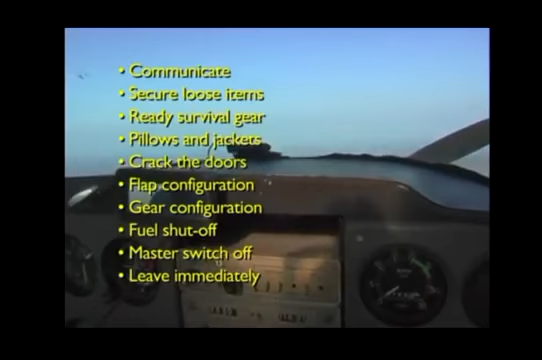 • Communicate
• Secure loose items
• Ready survival gear
• Pillows and jackets
• Crack the doors
• Flap configuration
• Gear configuration
• Fuel shut-off
• Master switch off
• Leave immediately